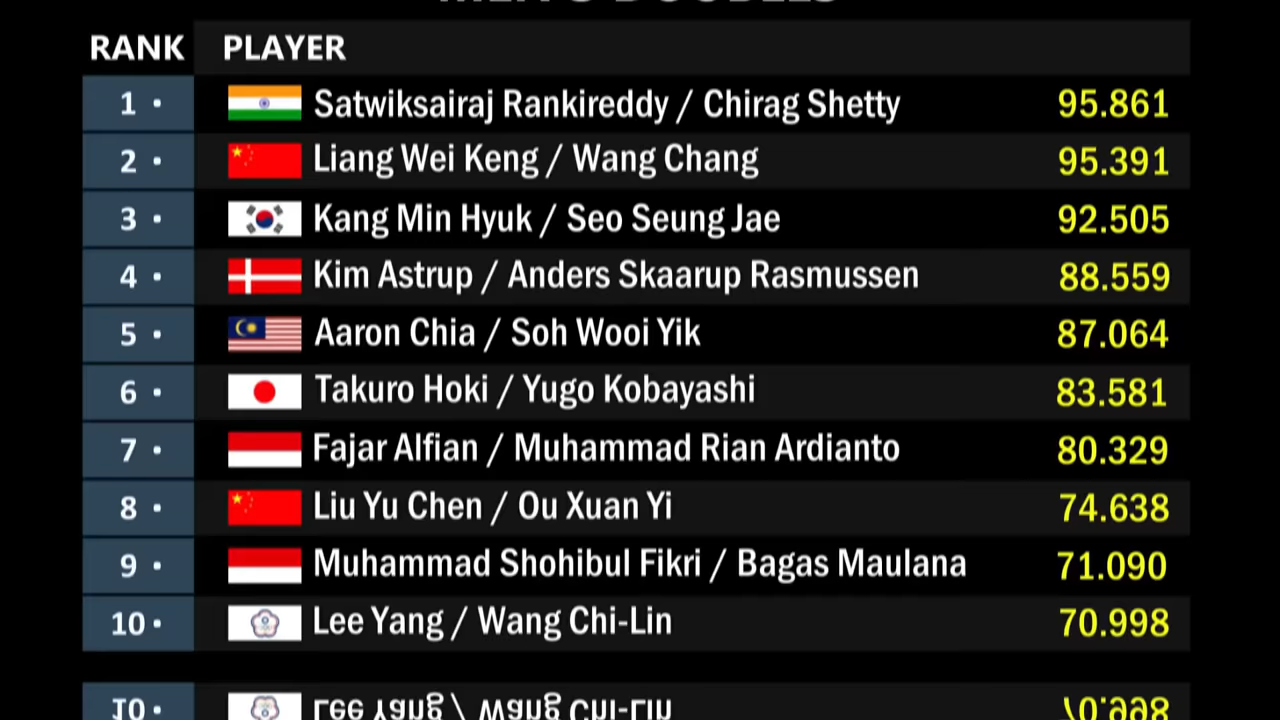 MEN'S DOUBLES
RANK PLAYER
1 • Satwiksairaj Rankireddy / Chirag Shetty 95.861
2 • Liang Wei Keng / Wang Chang 95.391
3 • Kang Min Hyuk / Seo Seung Jae 92.505
4 • Kim Astrup / Anders Skaarup Rasmussen 88.559
5 • Aaron Chia / Soh Wooi Yik 87.064
6 • Takuro Hoki / Yugo Kobayashi 83.581
7 • Fajar Alfian / Muhammad Rian Ardianto 80.329
8 • Liu Yu Chen / Ou Xuan Yi 74.638
9 • Muhammad Shohibul Fikri / Bagas Maulana 71.090
10 • Lee Yang / Wang Chi-Lin 70.998